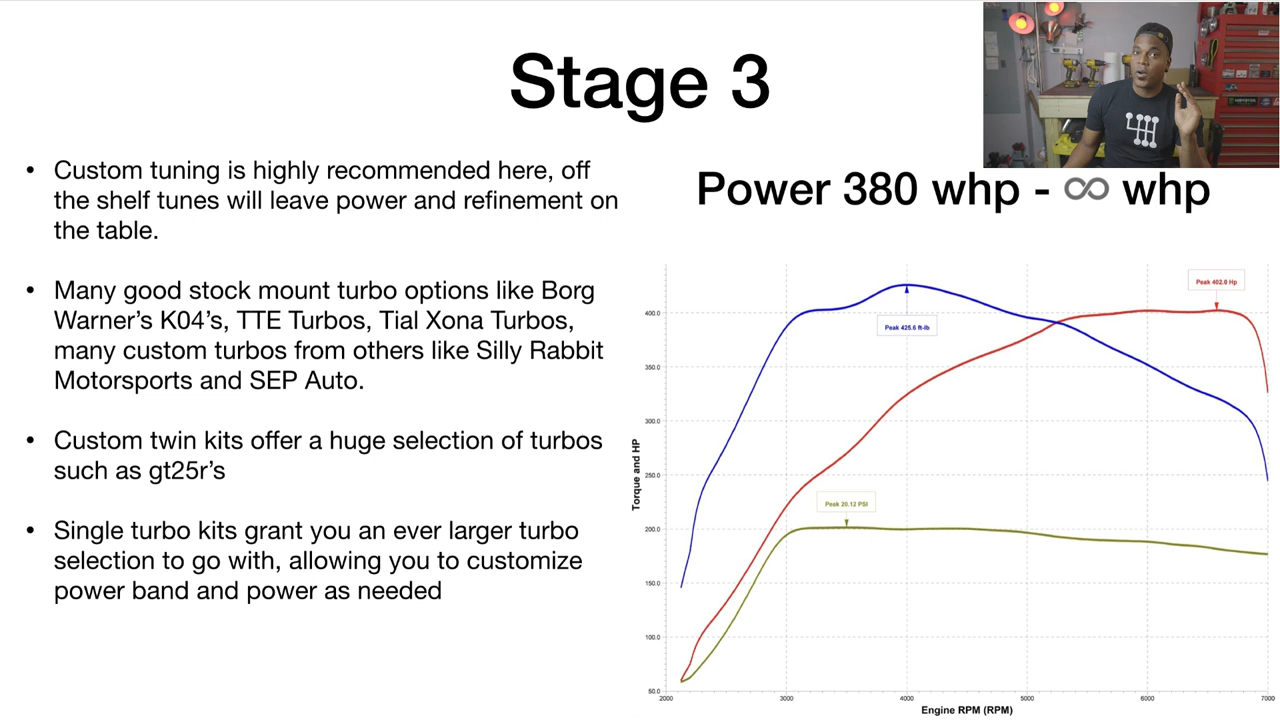 Stage 3
• Custom tuning is highly recommended here, off
the shelf tunes will leave power and refinement on
the table.
• Many good stock mount turbo options like Borg
Warner's K04's, TTE Turbos, Tial Xona Turbos,
many custom turbos from others like Silly Rabbit
Motorsports and SEP Auto.
• Custom twin kits offer a huge selection of turbos
such as gt25r's
• Single turbo kits grant you an ever larger turbo
selection to go with, allowing you to customize
power band and power as needed
Power 380 whp - ∞ whp
Peak 402.0 Hp
Peak 425.6 ft-lb
Peak 20.12 PSI
Torque and HP
400.0
350.0
300.0
250.0
200.0
150.0
100.0
50.0
2000 3000 4000 5000 6000 7000
Engine RPM (RPM)